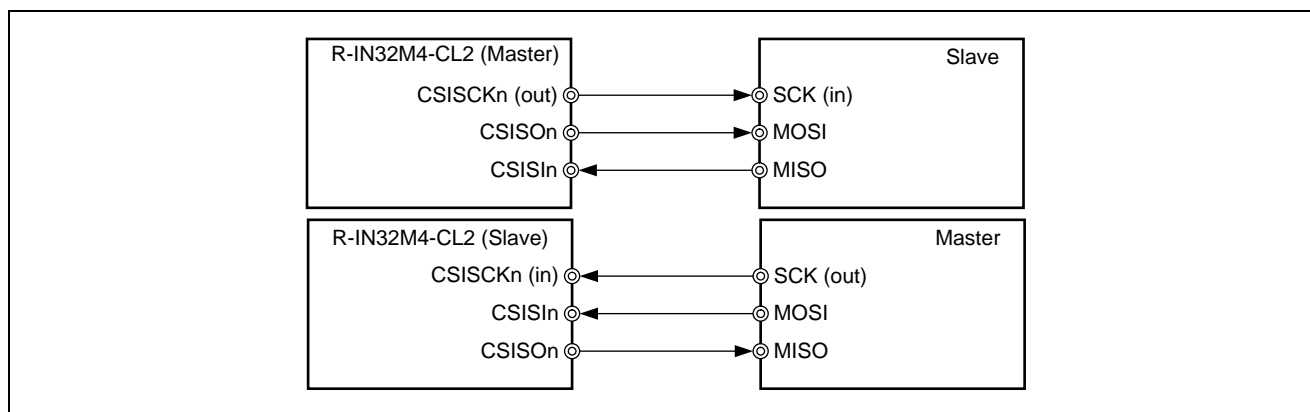 R-IN32M4-CL2 (Master)
Slave
CSISCKn (out)
SCK (in)
CSISOn
MOSI
CSISIn
MISO
R-IN32M4-CL2 (Slave)
Master
CSISCKn (in)
SCK (out)
CSISIn
MOSI
CSISOn
MISO